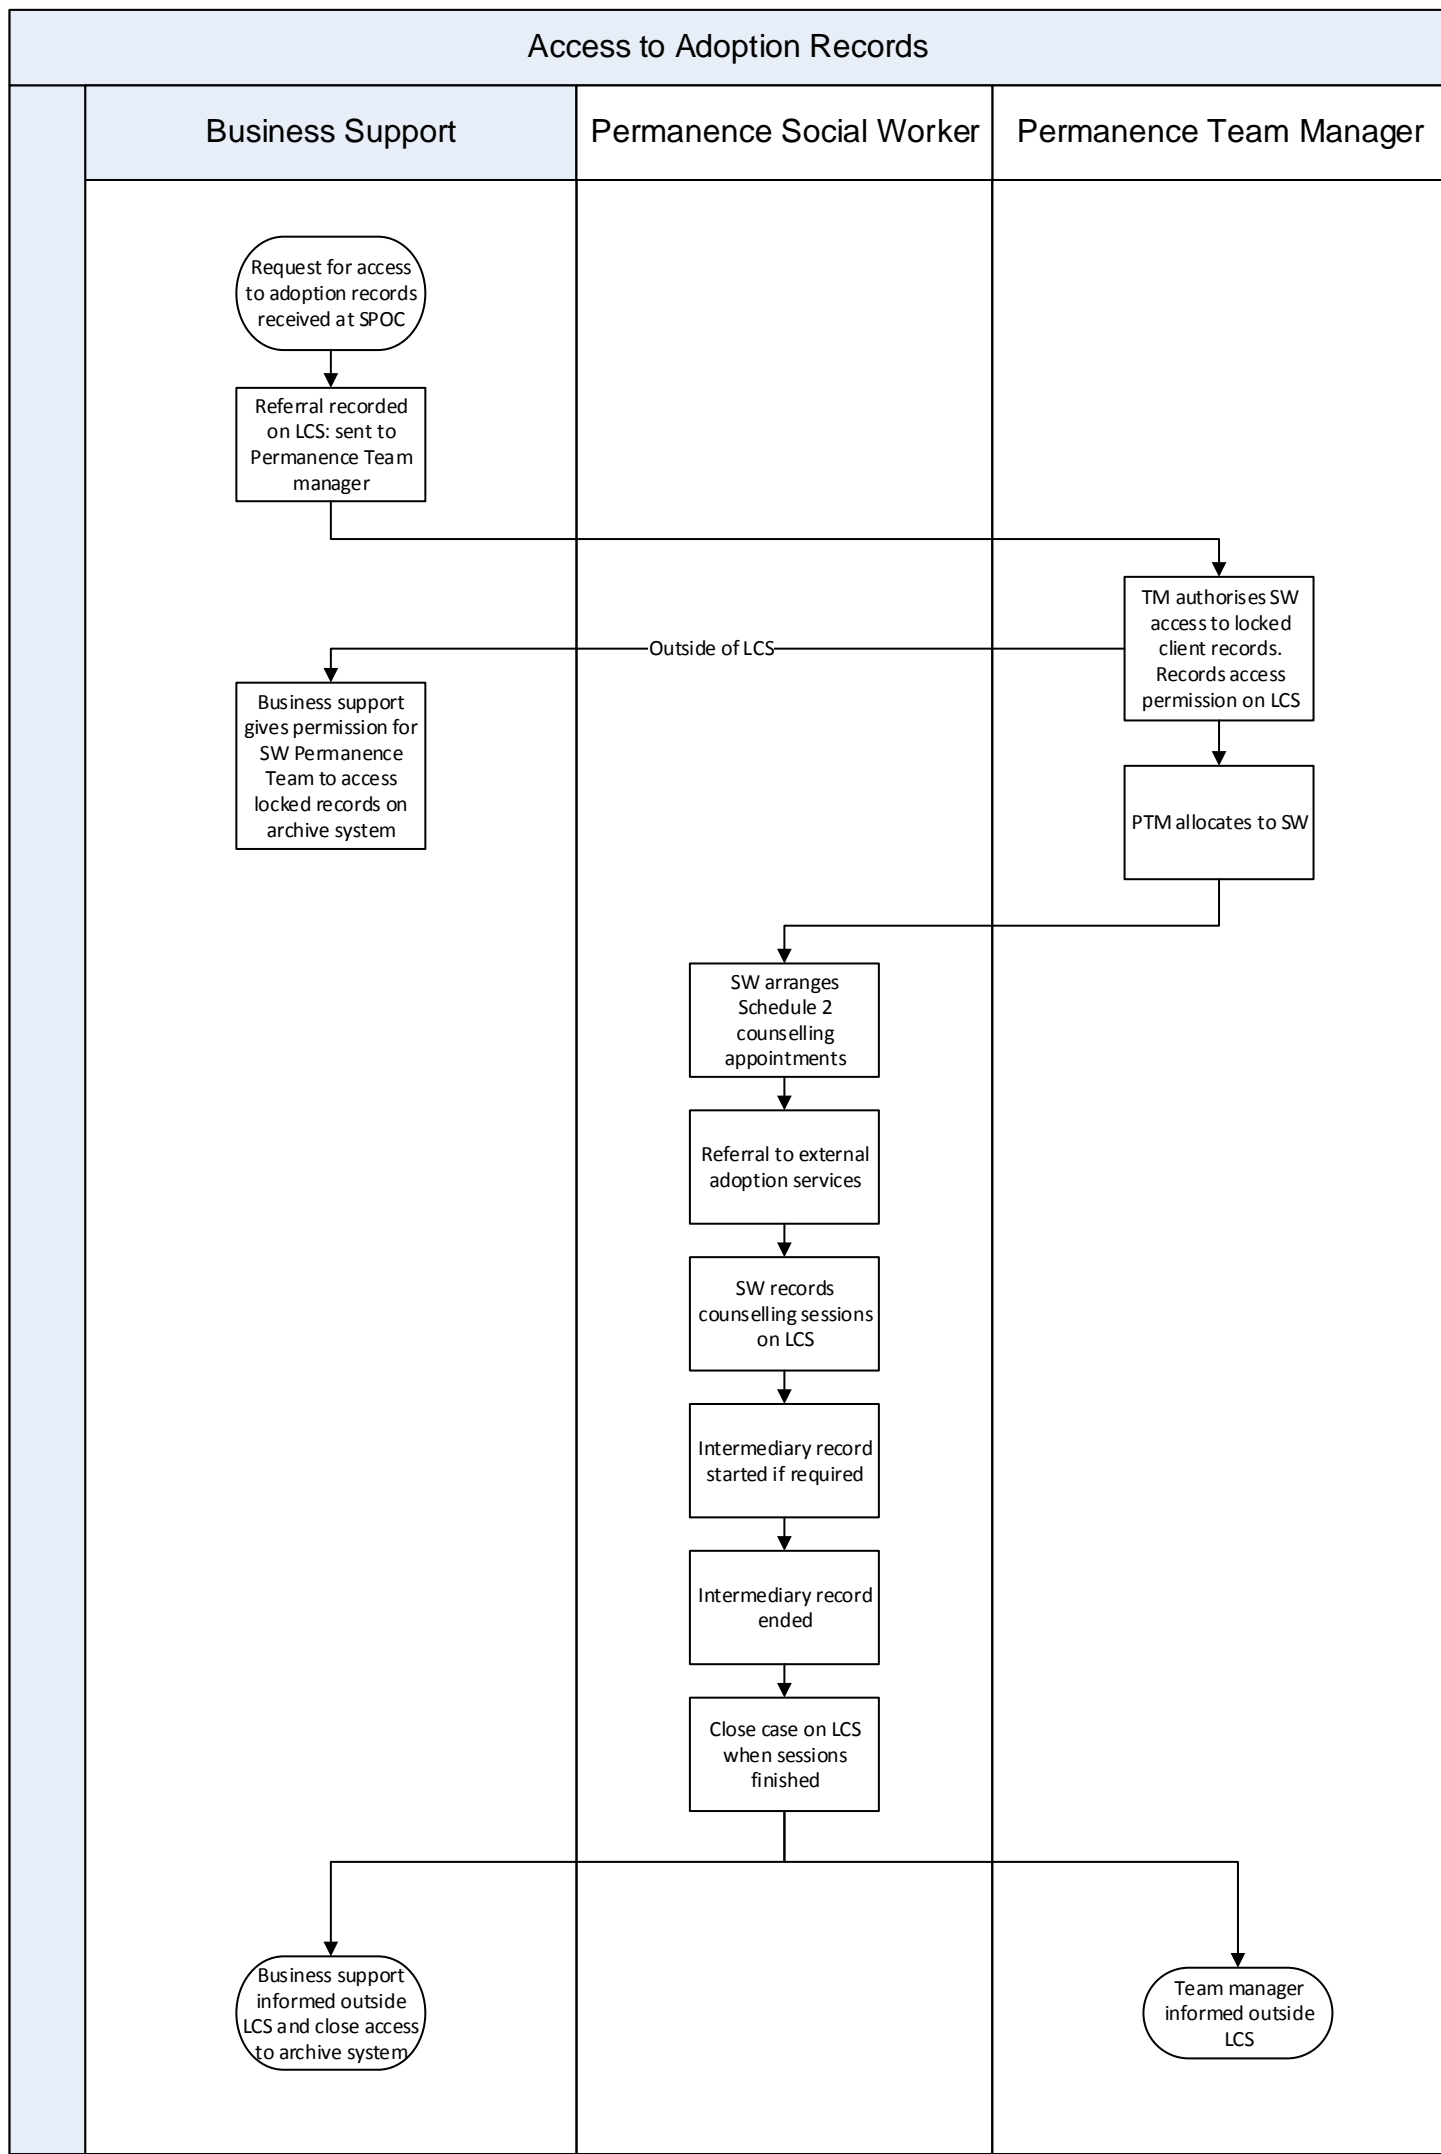 Access to Adoption Records
Business Support
Permanence Social Worker
Permanence Team Manager
Request for access
to adoption records
received at SPOC
Referral recorded
on LCS: sent to
Permanence Team
manager
TM authorises SW
access to locked
client records.
Records access
permission on LCS
Outside of LCS
Business support
gives permission for
SW Permanence
Team to access
locked records on
archive system
PTM allocates to SW
SW arranges
Schedule 2
counselling
appointments
Referral to external
adoption services
SW records
counselling sessions
on LCS
Intermediary record
started if required
Intermediary record
ended
Close case on LCS
when sessions
finished
Business support
informed outside
LCS and close access
to archive system
Team manager
informed outside
LCS